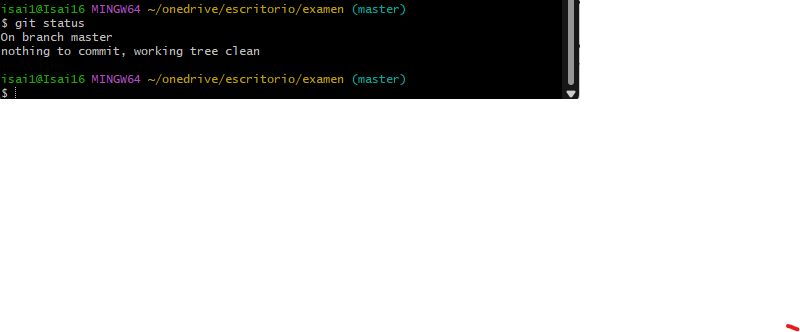 isai1@Isai16 MINGW64 ~/onedrive/escritorio/examen (master)
$ git status
On branch master
nothing to commit, working tree clean
isai1@Isai16 MINGW64 ~/onedrive/escritorio/examen (master)
$